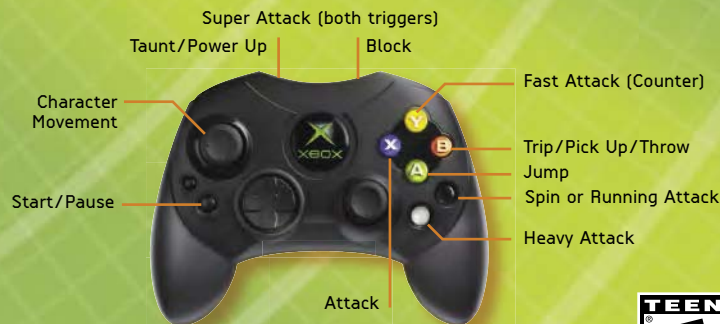 Super Attack (both triggers)
Taunt/Power Up
Block
Fast Attack (Counter)
Character
Movement
Y
XBOX
X
B
Trip/Pick Up/Throw
A
Jump
Start/Pause
Spin or Running Attack
Heavy Attack
Attack
TEEN
®